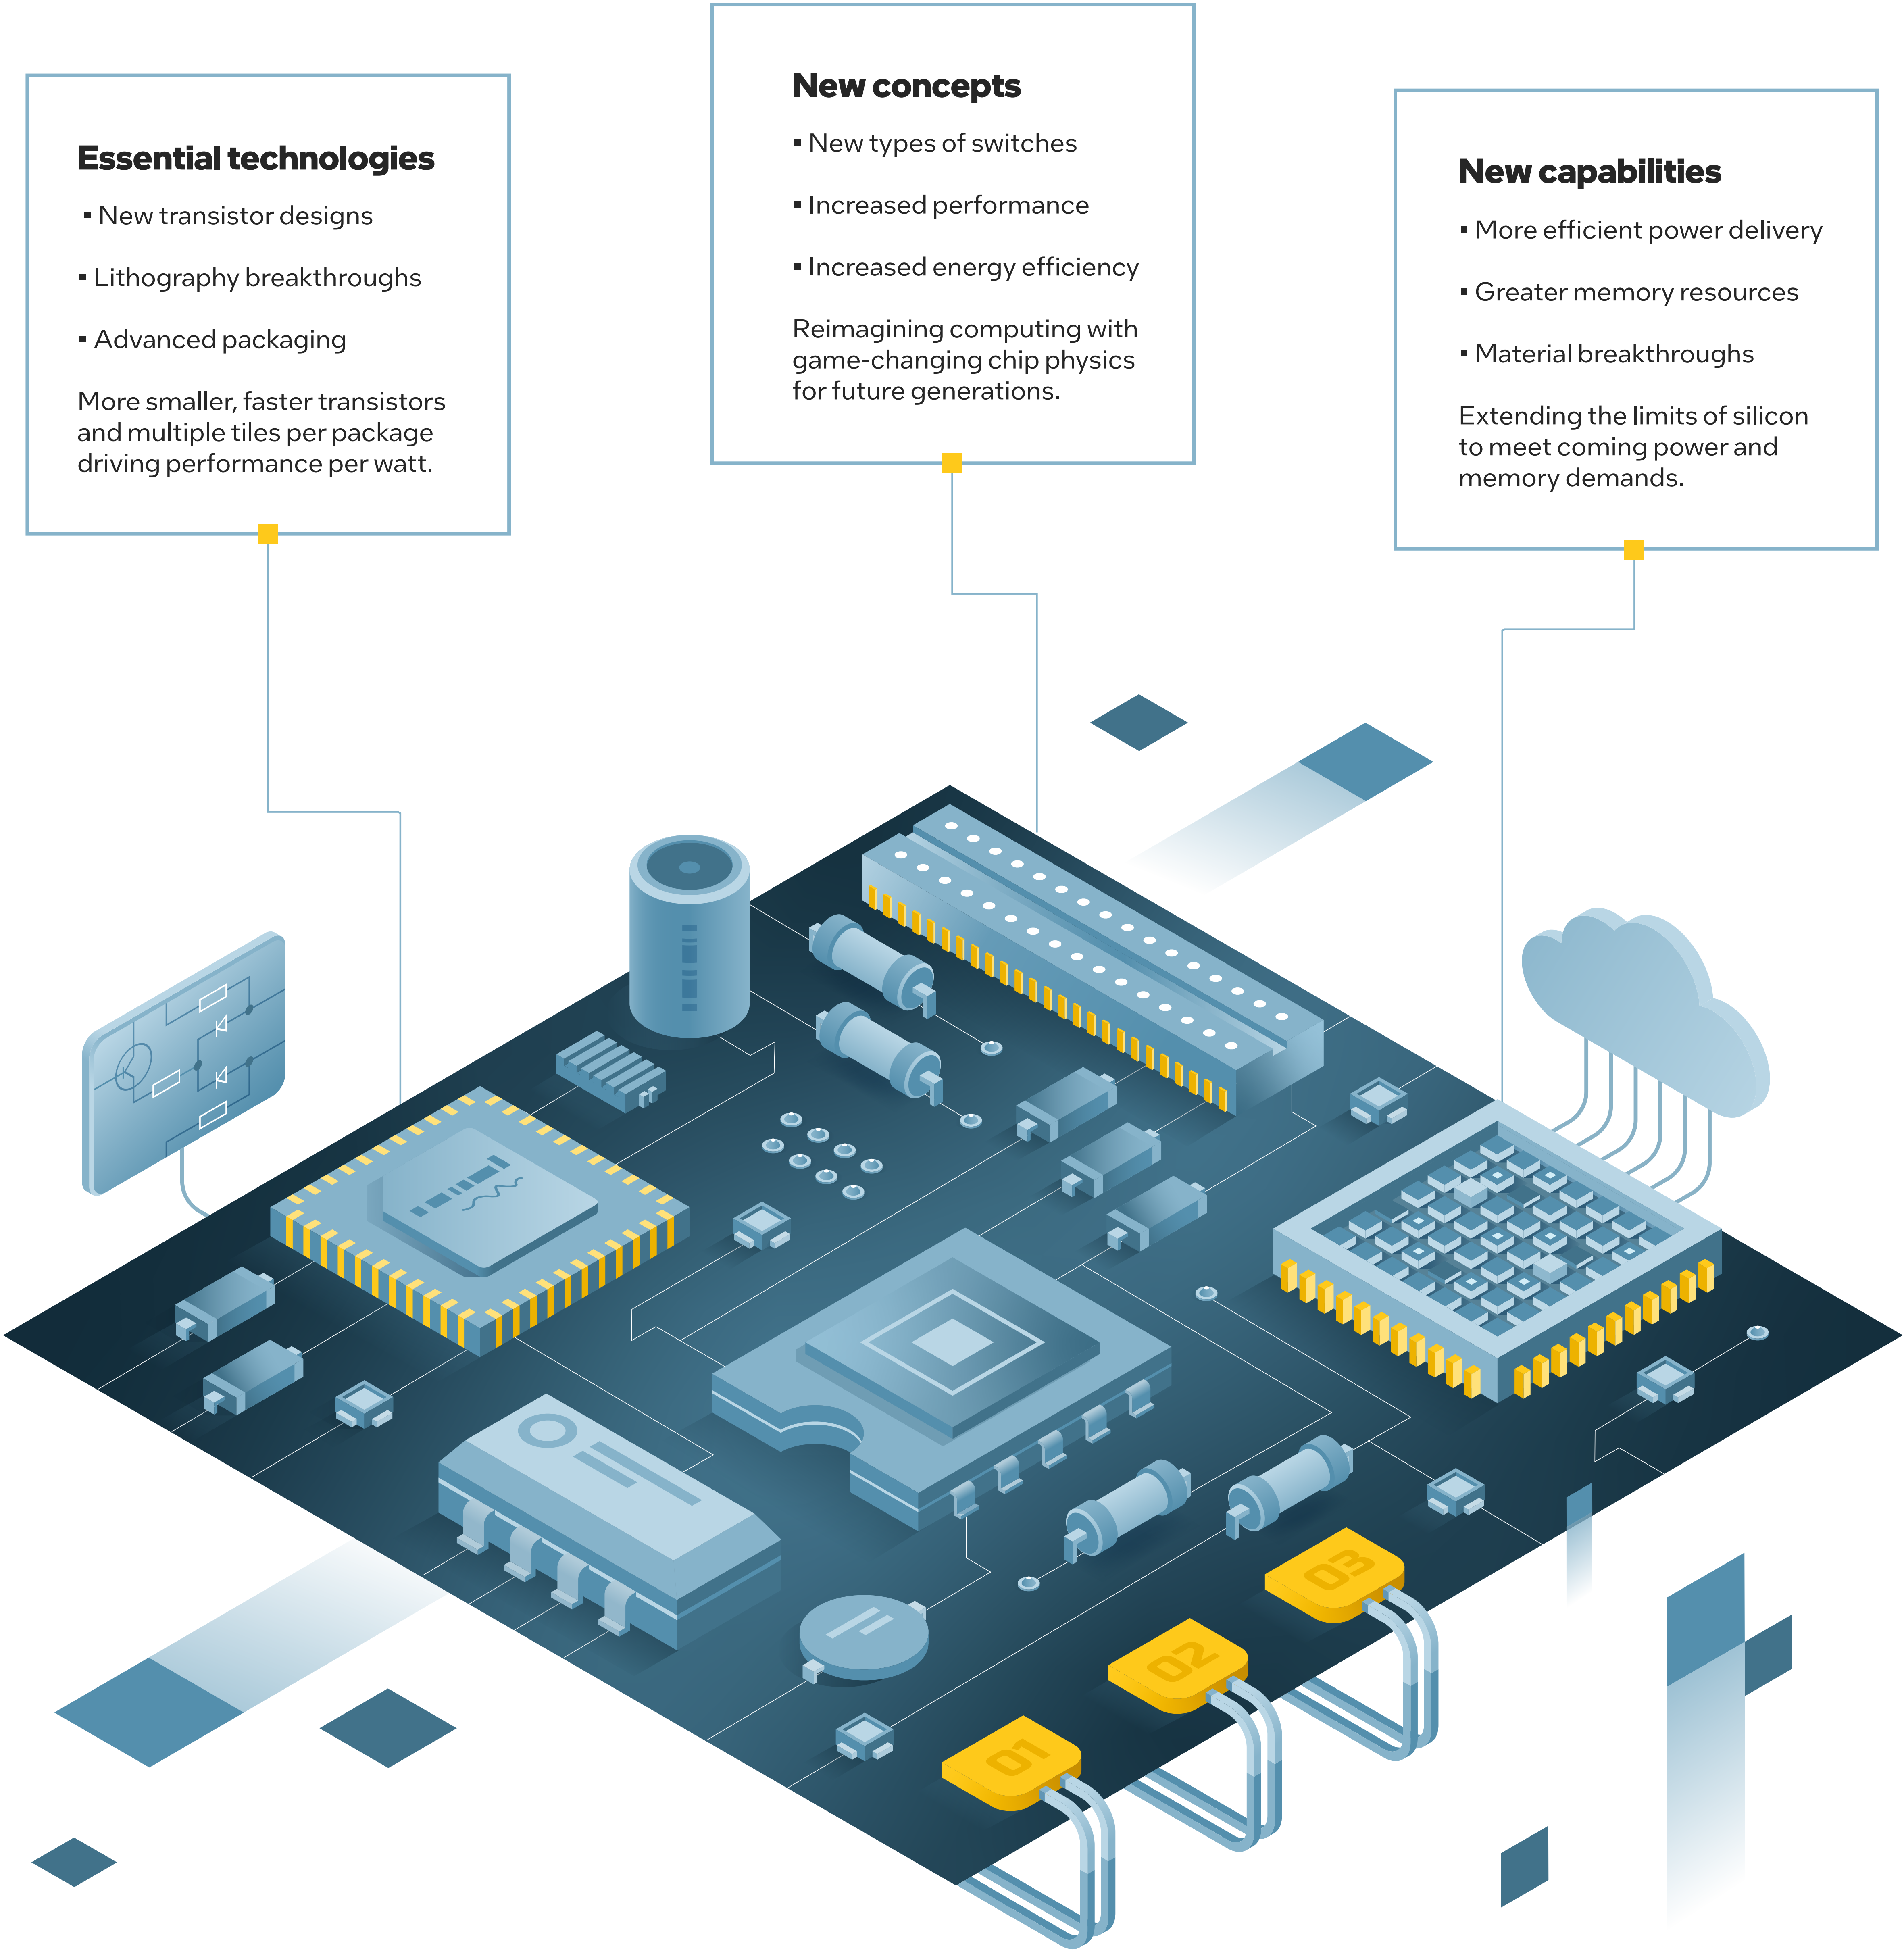 Essential technologies
▪ New transistor designs
▪ Lithography breakthroughs
▪ Advanced packaging
More smaller, faster transistors
and multiple tiles per package
driving performance per watt.
New concepts
▪ New types of switches
▪ Increased performance
▪ Increased energy efficiency
Reimagining computing with
game-changing chip physics
for future generations.
New capabilities
▪ More efficient power delivery
▪ Greater memory resources
▪ Material breakthroughs
Extending the limits of silicon
to meet coming power and
memory demands.
01
02
03